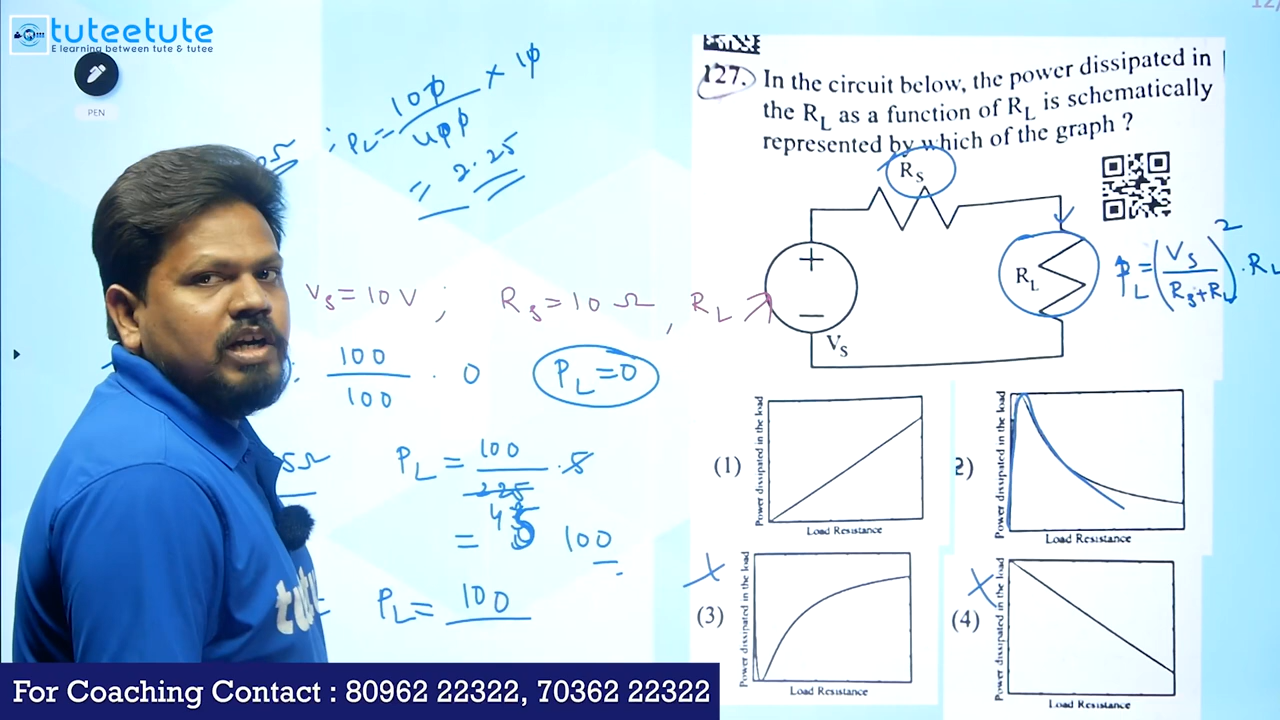 tuteetute
E learning between tute & tutee
PEN
5Ω : PL = 100/400 × 10
= 2.25
Vs = 10 V ; Rs = 10 Ω, RL
: 100/100 · 0 PL = 0
5Ω PL = 100/225 · 5
45
= 100
= PL = 100
127. In the circuit below, the power dissipated in
the RL as a function of RL is schematically
represented by which of the graph ?
RS
+
RL
VS
PL = (VS/RS+RL)2 · RL
(1)
Power dissipated in the load
Load Resistance
2)
Power dissipated in the load
Load Resistance
(3)
Power dissipated in the load
Load Resistance
(4)
Power dissipated in the load
Load Resistance
For Coaching Contact : 80962 22322, 70362 22322